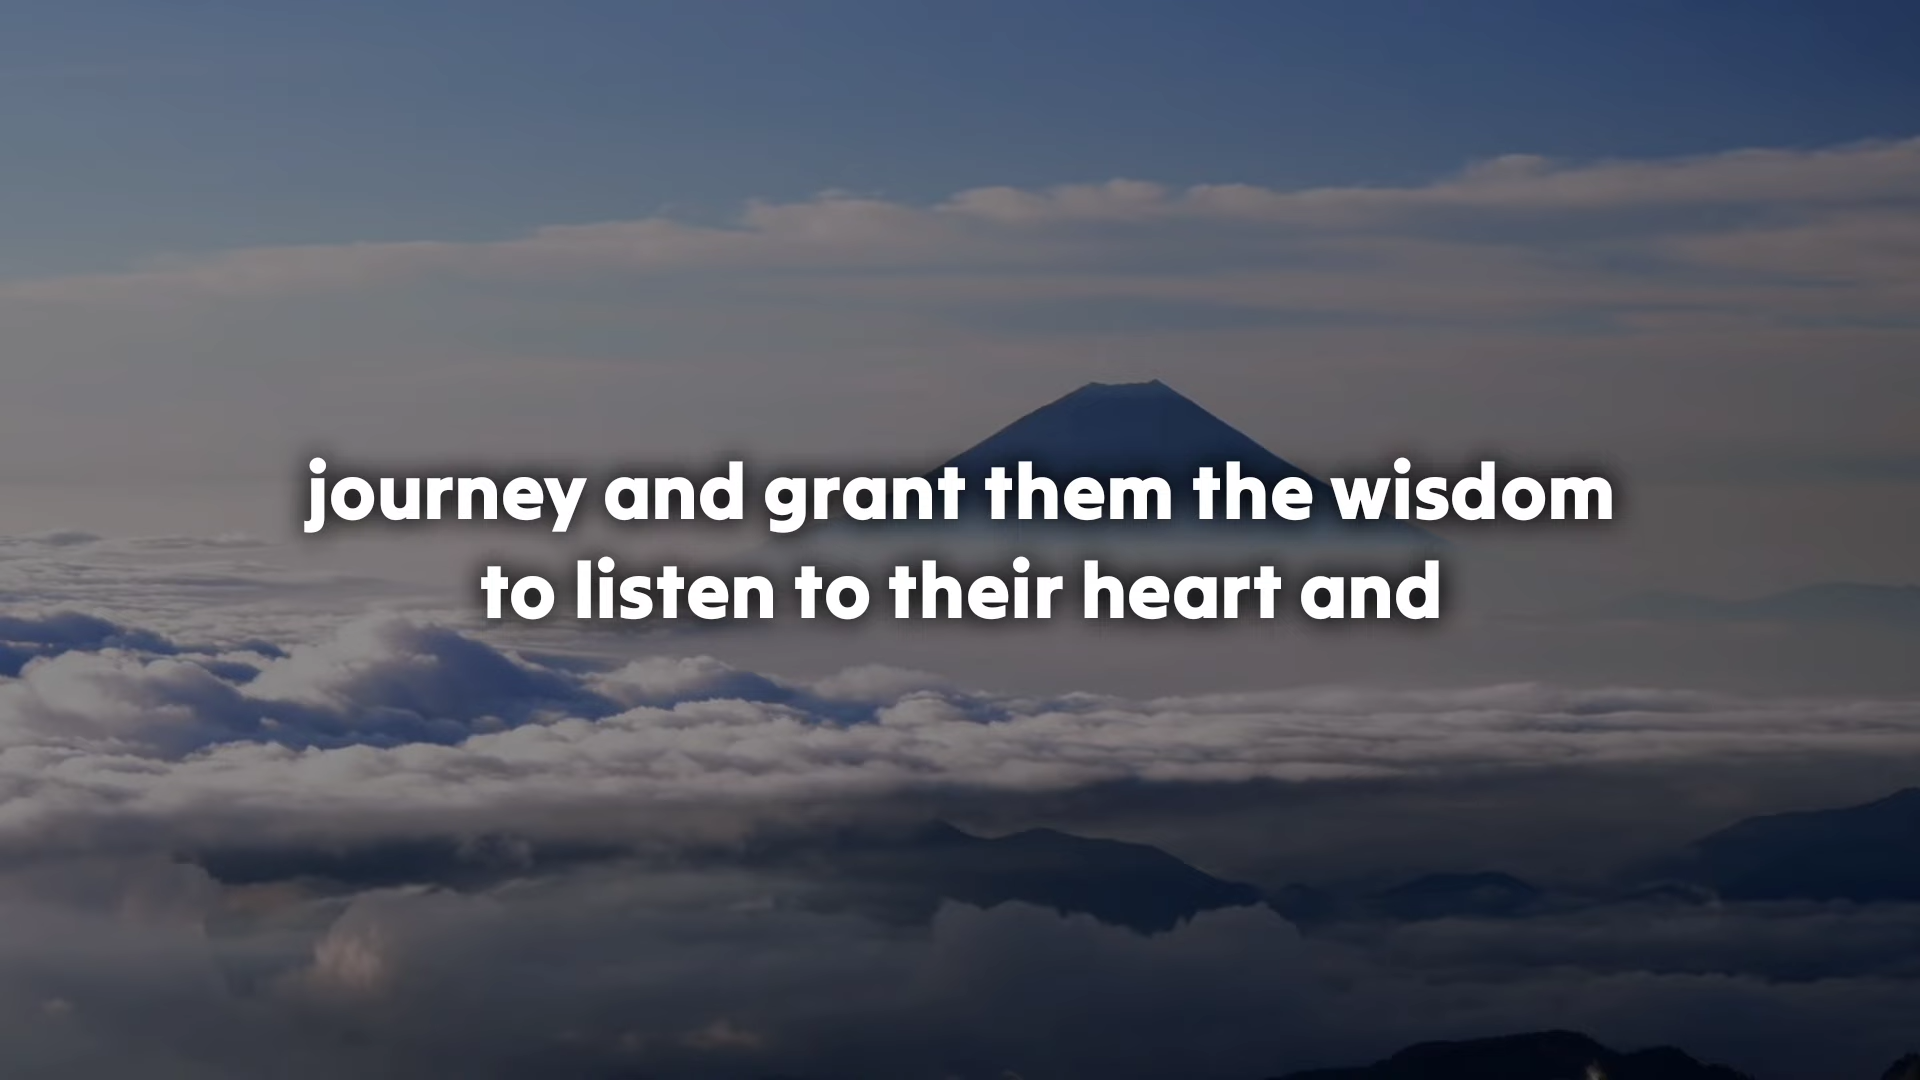 journey and grant them the wisdom
to listen to their heart and